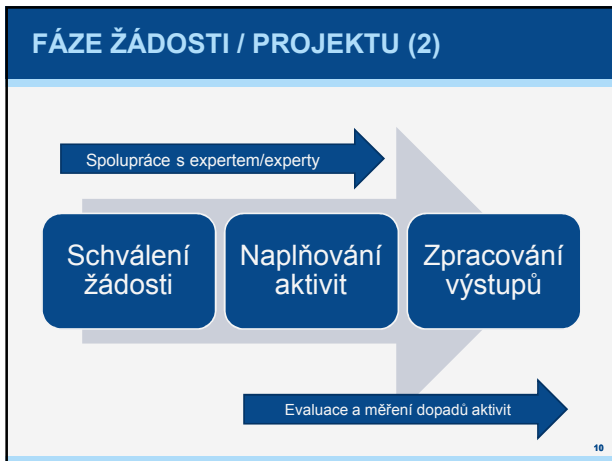 FÁZE ŽÁDOSTI / PROJEKTU (2)
Spolupráce s expertem/experty
Schválení
žádosti
Naplňování
aktivit
Zpracování
výstupů
Evaluace a měření dopadů aktivit
10